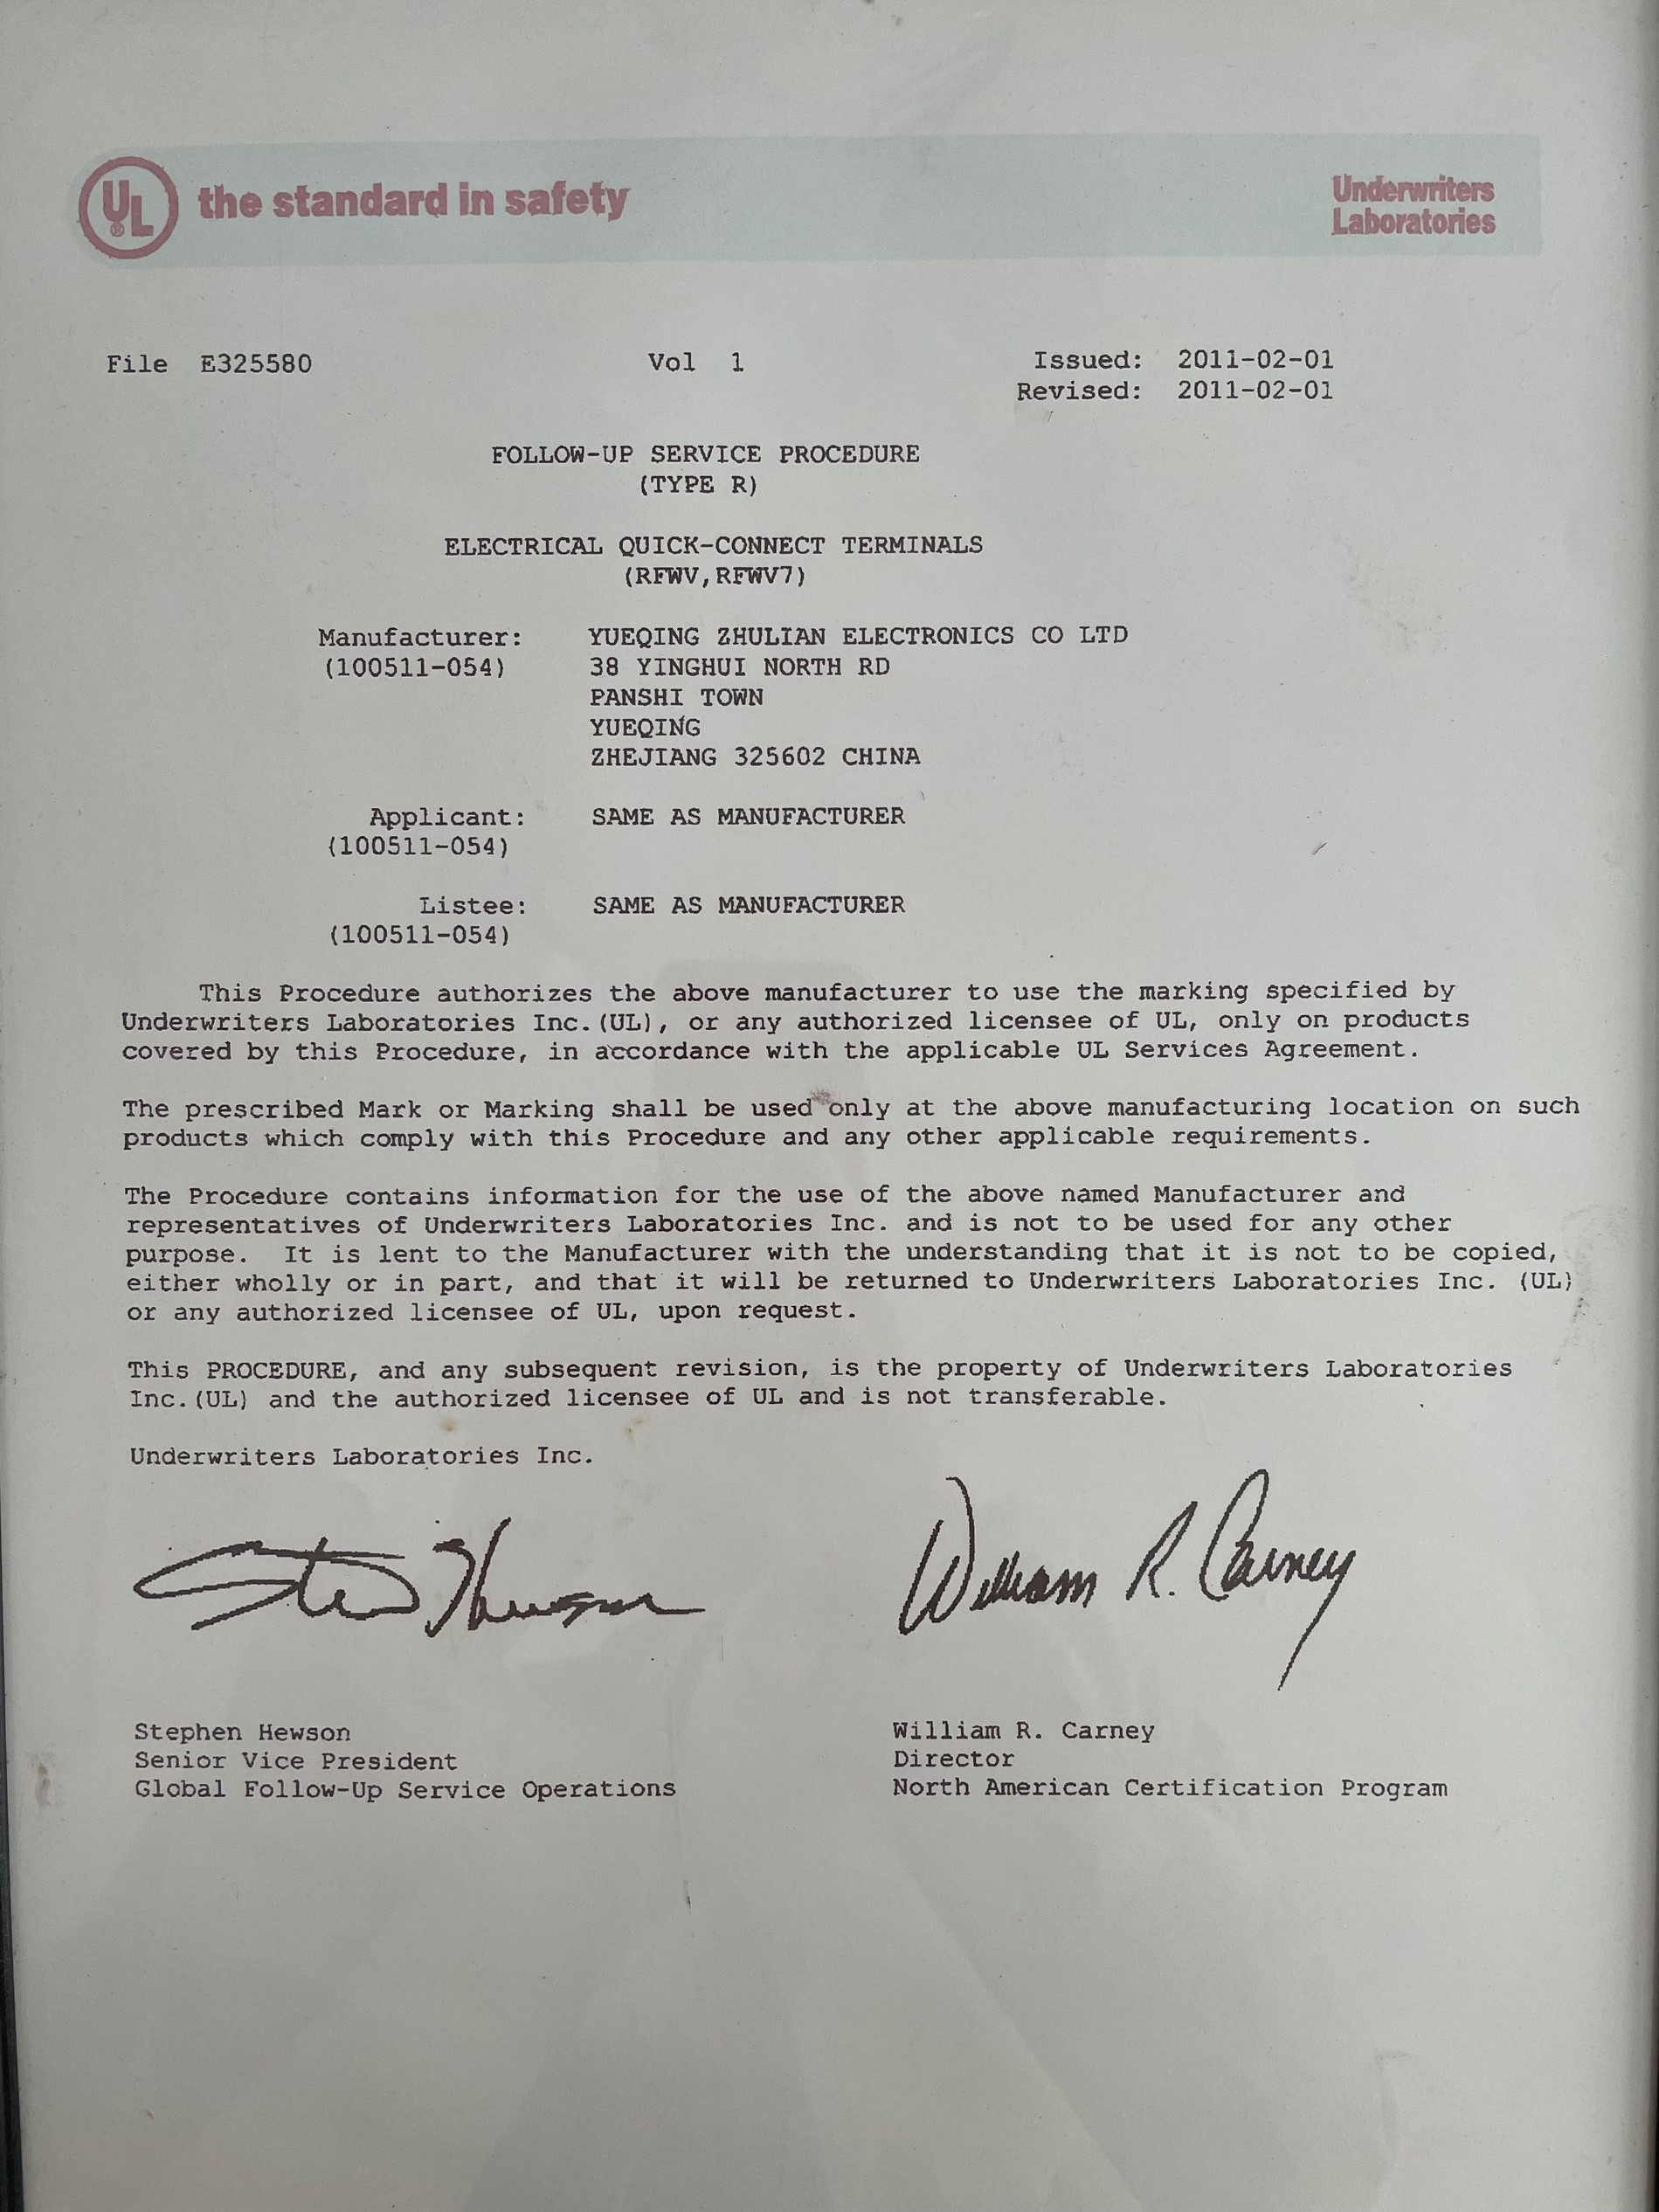 UL
®
the standard in safety
Underwriters
Laboratories
File E325580 Vol 1 Issued: 2011-02-01
Revised: 2011-02-01
FOLLOW-UP SERVICE PROCEDURE
(TYPE R)
ELECTRICAL QUICK-CONNECT TERMINALS
(RFWV,RFWV7)
Manufacturer: YUEQING ZHULIAN ELECTRONICS CO LTD
(100511-054) 38 YINGHUI NORTH RD
PANSHI TOWN
YUEQING
ZHEJIANG 325602 CHINA
Applicant: SAME AS MANUFACTURER
(100511-054)
Listee: SAME AS MANUFACTURER
(100511-054)
This Procedure authorizes the above manufacturer to use the marking specified by
Underwriters Laboratories Inc.(UL), or any authorized licensee of UL, only on products
covered by this Procedure, in accordance with the applicable UL Services Agreement.
The prescribed Mark or Marking shall be used only at the above manufacturing location on such
products which comply with this Procedure and any other applicable requirements.
The Procedure contains information for the use of the above named Manufacturer and
representatives of Underwriters Laboratories Inc. and is not to be used for any other
purpose. It is lent to the Manufacturer with the understanding that it is not to be copied,
either wholly or in part, and that it will be returned to Underwriters Laboratories Inc. (UL)
or any authorized licensee of UL, upon request.
This PROCEDURE, and any subsequent revision, is the property of Underwriters Laboratories
Inc.(UL) and the authorized licensee of UL and is not transferable.
Underwriters Laboratories Inc.
William R. Carney
Stephen Hewson William R. Carney
Senior Vice President Director
Global Follow-Up Service Operations North American Certification Program